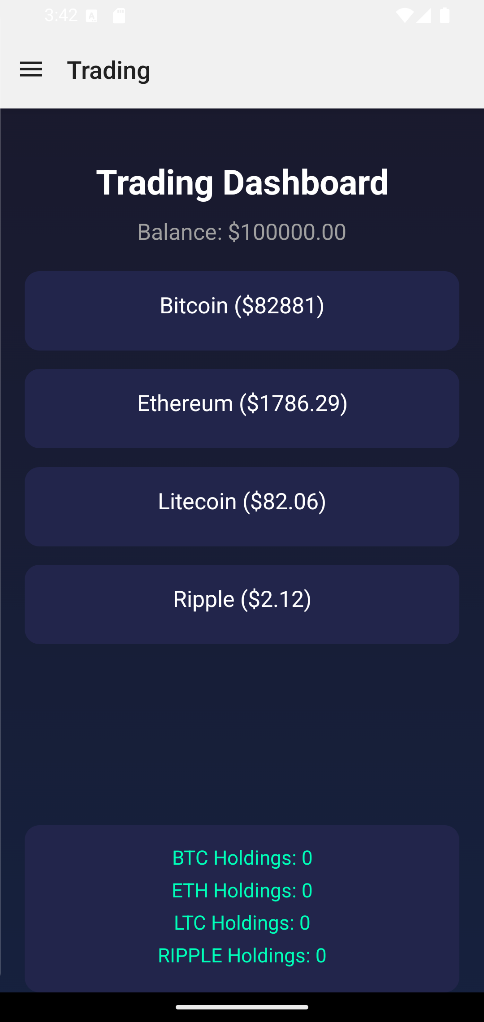 3:42
Trading
Trading Dashboard
Balance: $100000.00
Bitcoin ($82881)
Ethereum ($1786.29)
Litecoin ($82.06)
Ripple ($2.12)
BTC Holdings: 0
ETH Holdings: 0
LTC Holdings: 0
RIPPLE Holdings: 0